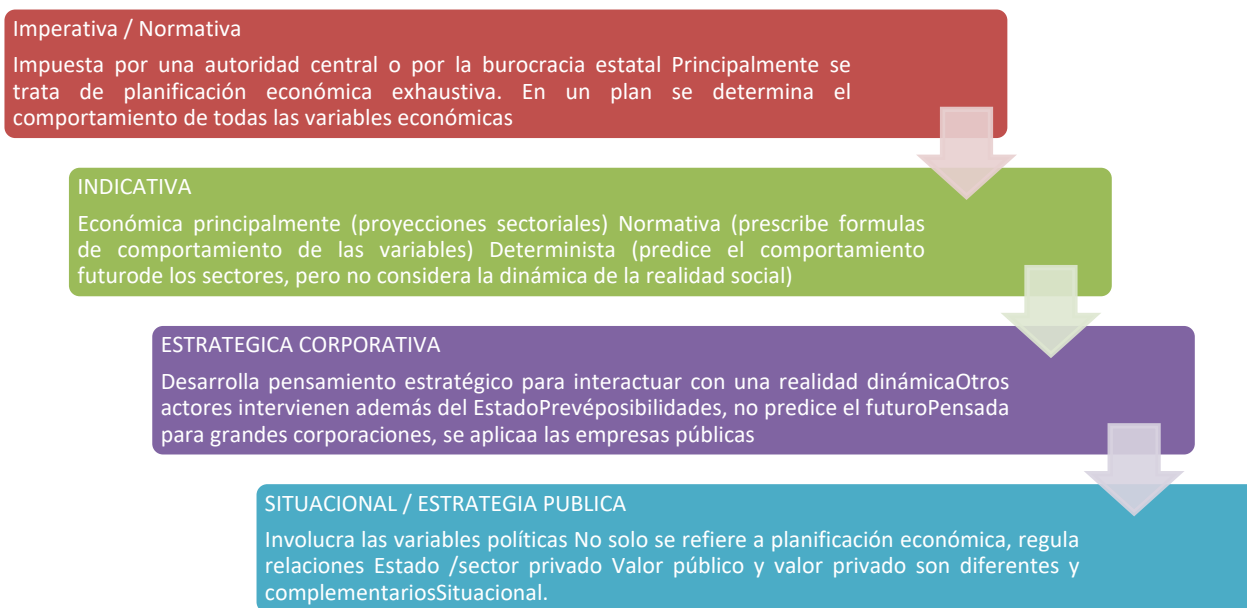 Imperativa / Normativa
Impuesta por una autoridad central o por la burocracia estatal Principalmente se
trata de planificación económica exhaustiva. En un plan se determina el
comportamiento de todas las variables económicas
INDICATIVA
Económica principalmente (proyecciones sectoriales) Normativa (prescribe formulas
de comportamiento de las variables) Determinista (predice el comportamiento
futurode los sectores, pero no considera la dinámica de la realidad social)
ESTRATEGICA CORPORATIVA
Desarrolla pensamiento estratégico para interactuar con una realidad dinámicaOtros
actores intervienen además del EstadoPrevéposibilidades, no predice el futuroPensada
para grandes corporaciones, se aplicaa las empresas públicas
SITUACIONAL / ESTRATEGIA PUBLICA
Involucra las variables políticas No solo se refiere a planificación económica, regula
relaciones Estado /sector privado Valor público y valor privado son diferentes y
complementariosSituacional.